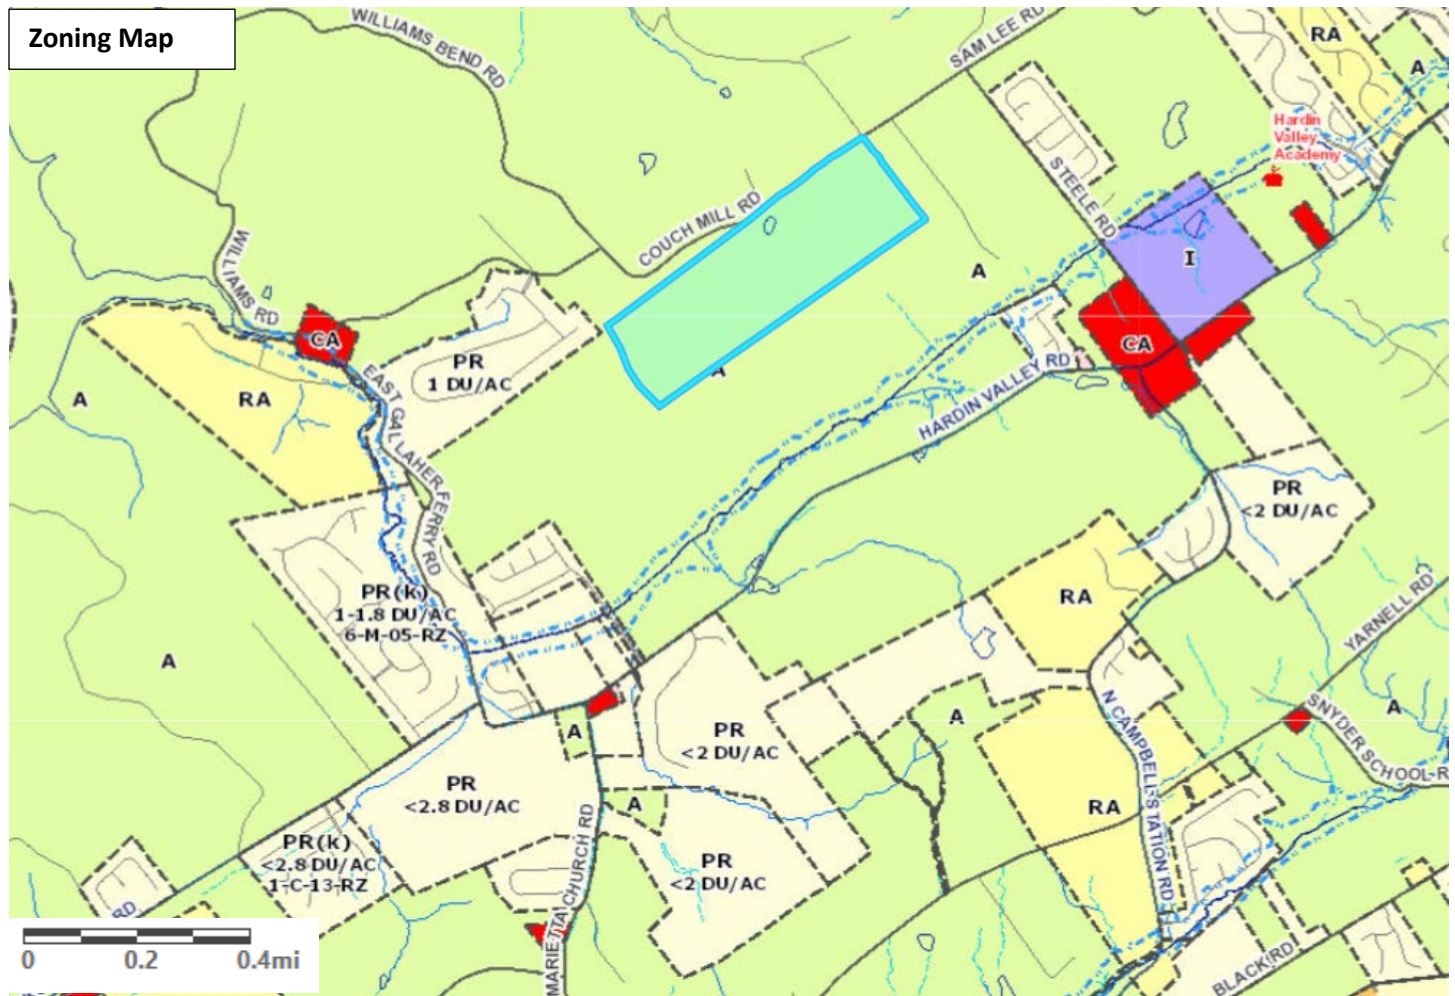 Zoning Map
WILLIAMS BEND RD
SAM LEE RD
RA
A
Hardin
Valley
Academy
STEELE RD
COUCH MILL RD
WILLIAMS RD
A
I
CA
PR
1 DU/AC
CA
A
RA
A
EAST GALLAHER FERRY RD
HARDIN VALLEY RD
PR
<2 DU/AC
PR(k)
1-1.8 DU/AC
6-M-05-RZ
RA
YARNELL RD
A
N CAMPBELL STATION RD
SNYDER SCHOOL R
A
A
A
PR
<2 DU/AC
PR
<2.8 DU/AC
A
RA
PR(k)
<2.8 DU/AC
1-C-13-RZ
PR
<2 DU/AC
MARIETTA CHURCH RD
RD
BLACK RD
0 0.2 0.4mi